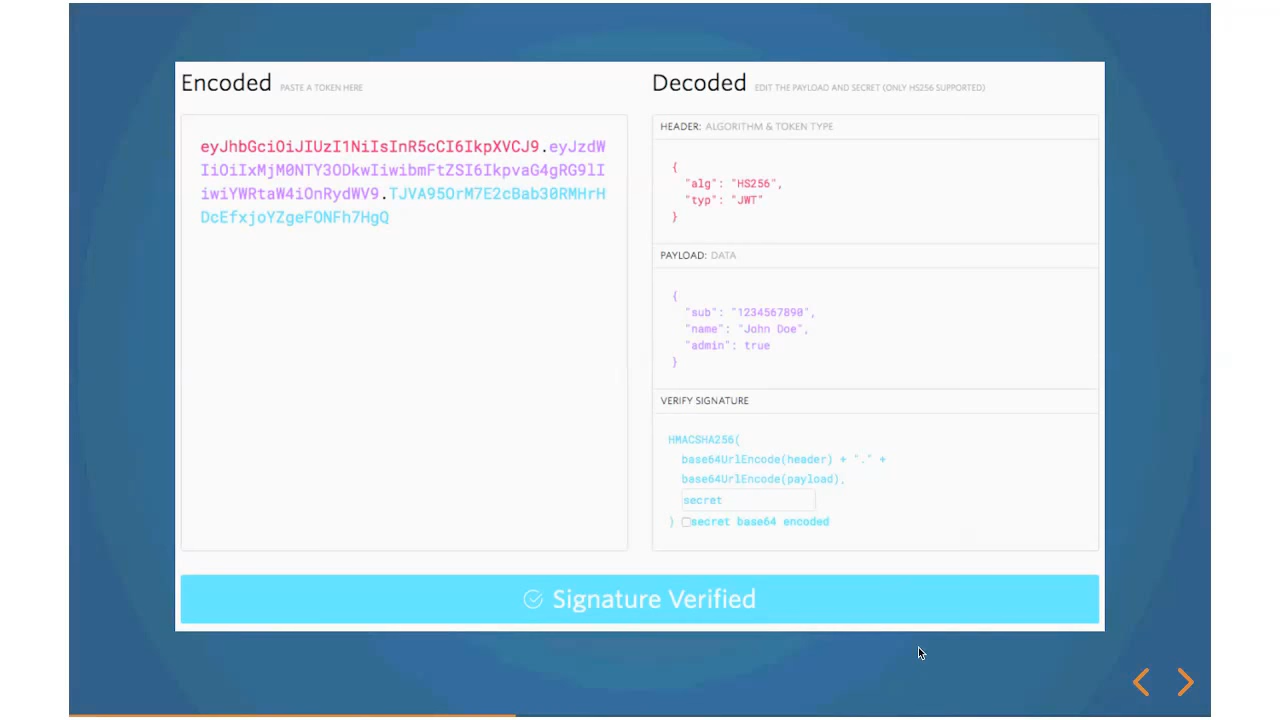 Encoded PASTE A TOKEN HERE
eyJhbGciOiJIUzI1NiIsInR5cCI6IkpXVCJ9.eyJzdW
IiOiIxMjM0NTY3ODkwIiwibmFtZSI6IkpvaG4gRG9lI
iwiYWRtaW4iOnRydWV9.TJVA95OrM7E2cBab30RMHrH
DcEfxjoYZgeFONFh7HgQ
Decoded EDIT THE PAYLOAD AND SECRET (ONLY HS256 SUPPORTED)
HEADER: ALGORITHM & TOKEN TYPE
{
"alg": "HS256",
"typ": "JWT"
}
PAYLOAD: DATA
{
"sub": "1234567890",
"name": "John Doe",
"admin": true
}
VERIFY SIGNATURE
HMACSHA256(
base64UrlEncode(header) + "." +
base64UrlEncode(payload),
secret
) secret base64 encoded
Signature Verified